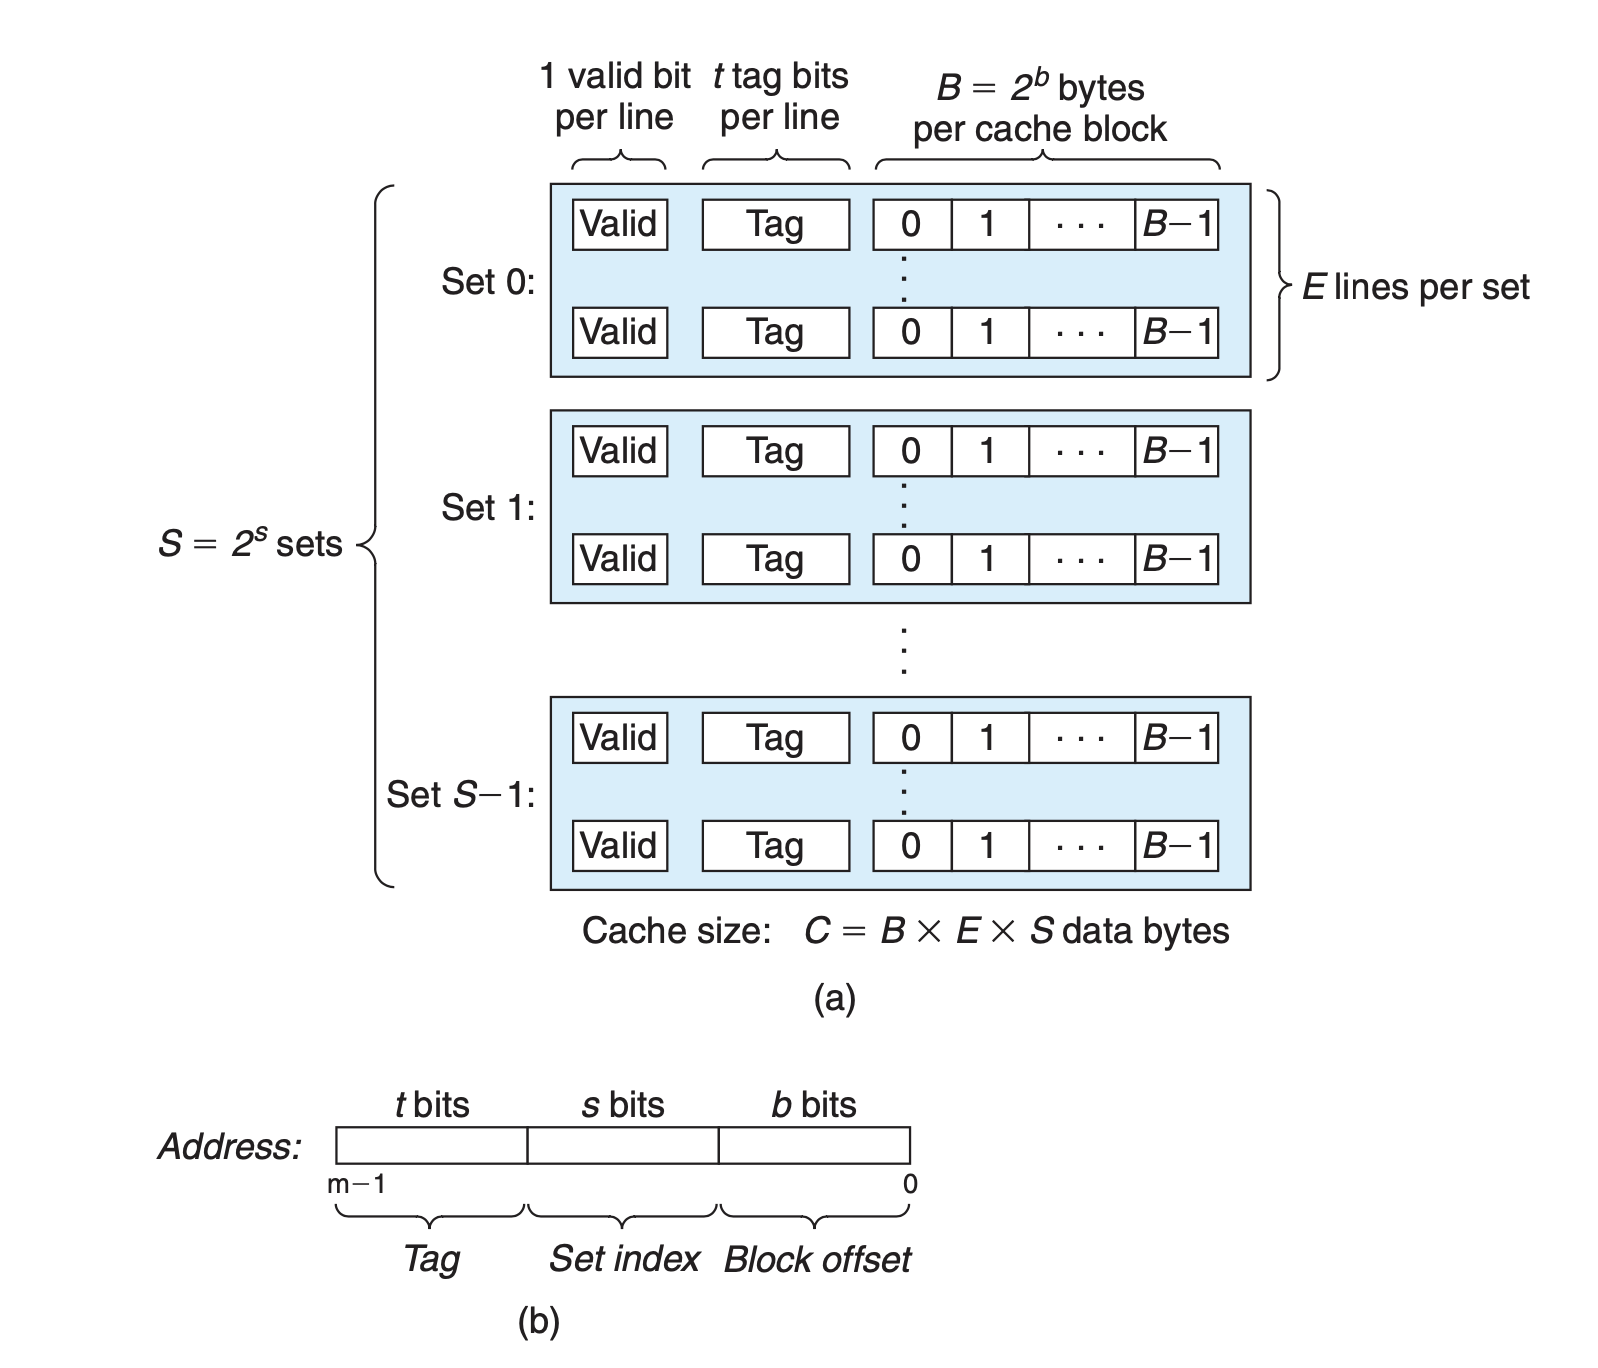 1 valid bit per line
t tag bits per line
B = 2^b bytes per cache block
Valid Tag 0 1 · · · B−1
Set 0:
E lines per set
Valid Tag 0 1 · · · B−1
Valid Tag 0 1 · · · B−1
Set 1:
Valid Tag 0 1 · · · B−1
S = 2^s sets
Valid Tag 0 1 · · · B−1
Set S−1:
Valid Tag 0 1 · · · B−1
Cache size: C = B × E × S data bytes
(a)
t bits s bits b bits
Address:
m−1 0
Tag Set index Block offset
(b)